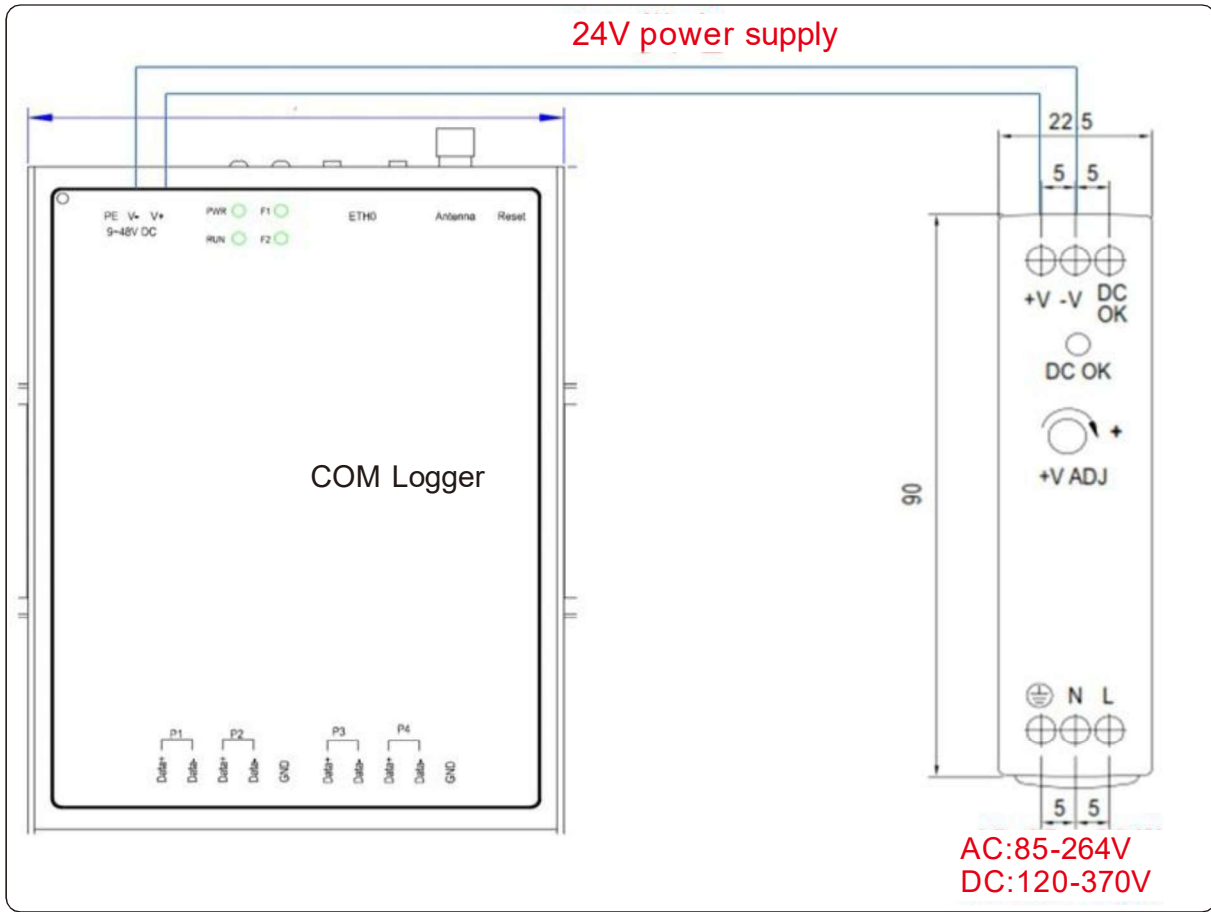 24V power supply
22.5
5 5
PE V- V+
9~48V DC
PWR F1
RUN F2
ETH0
Antenna
Reset
+V -V DC
OK
DC OK
+
+V ADJ
90
COM Logger
N L
P1 P2 P3 P4
Data+ Data- Data+ Data- GND Data+ Data- Data+ Data- GND
5 5
AC:85-264V
DC:120-370V